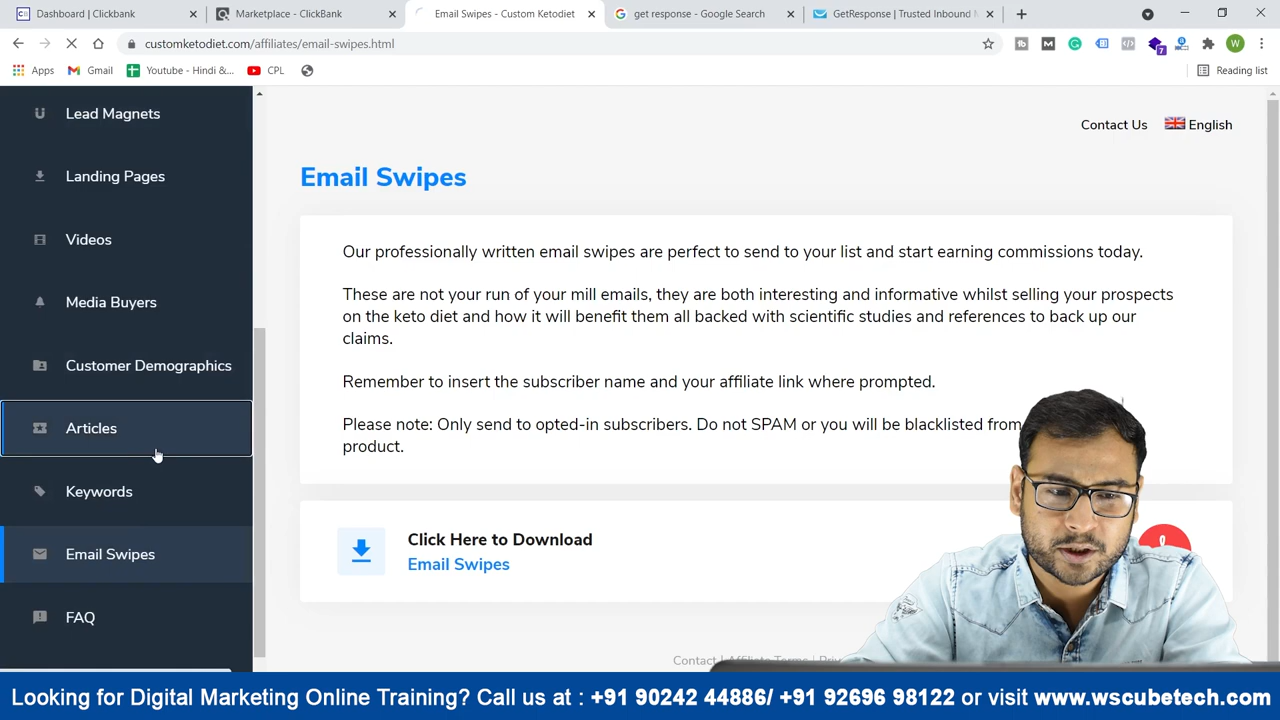 Dashboard | Clickbank
Marketplace - ClickBank
Email Swipes - Custom Ketodiet
get response - Google Search
GetResponse | Trusted Inbound
customketodiet.com/affiliates/email-swipes.html
Apps
Gmail
Youtube - Hindi &...
CPL
7
W
Reading list
Lead Magnets
Landing Pages
Videos
Media Buyers
Customer Demographics
Articles
Keywords
Email Swipes
FAQ
Contact Us
English
Email Swipes
Our professionally written email swipes are perfect to send to your list and start earning commissions today.
These are not your run of your mill emails, they are both interesting and informative whilst selling your prospects
on the keto diet and how it will benefit them all backed with scientific studies and references to back up our
claims.
Remember to insert the subscriber name and your affiliate link where prompted.
Please note: Only send to opted-in subscribers. Do not SPAM or you will be blacklisted from
product.
Click Here to Download
Email Swipes
Contact | Affiliate Terms |
Looking for Digital Marketing Online Training? Call us at : +91 90242 44886/ +91 92696 98122 or visit www.wscubetech.com